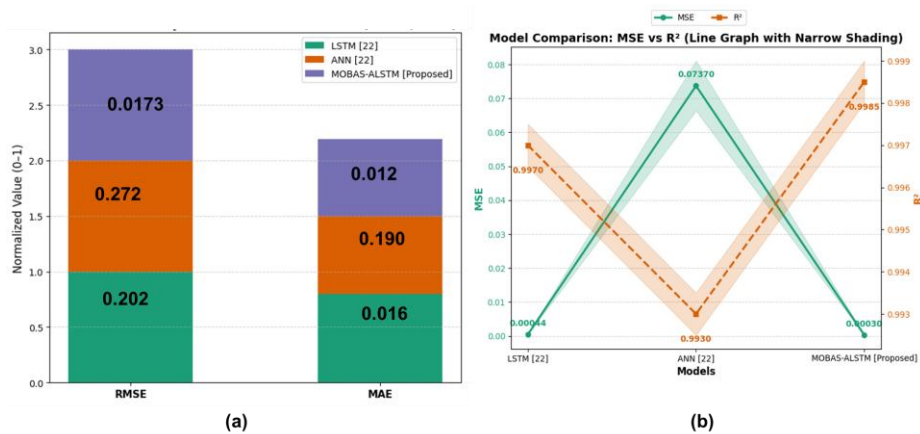 LSTM [22]
ANN [22]
MOBAS-ALSTM [Proposed]
Normalized Value (0–1)
3.0
2.5
2.0
1.5
1.0
0.5
0.0
0.0173
0.272
0.202
0.012
0.190
0.016
RMSE
MAE
(a)
MSE
R²
Model Comparison: MSE vs R² (Line Graph with Narrow Shading)
MSE
0.08
0.07
0.06
0.05
0.04
0.03
0.02
0.01
0.00
0.07370
0.9985
0.9970
0.00044
0.9930
0.00030
0.999
0.998
0.997
0.996
0.995
0.994
0.993
R²
LSTM [22]
ANN [22]
MOBAS-ALSTM [Proposed]
Models
(b)